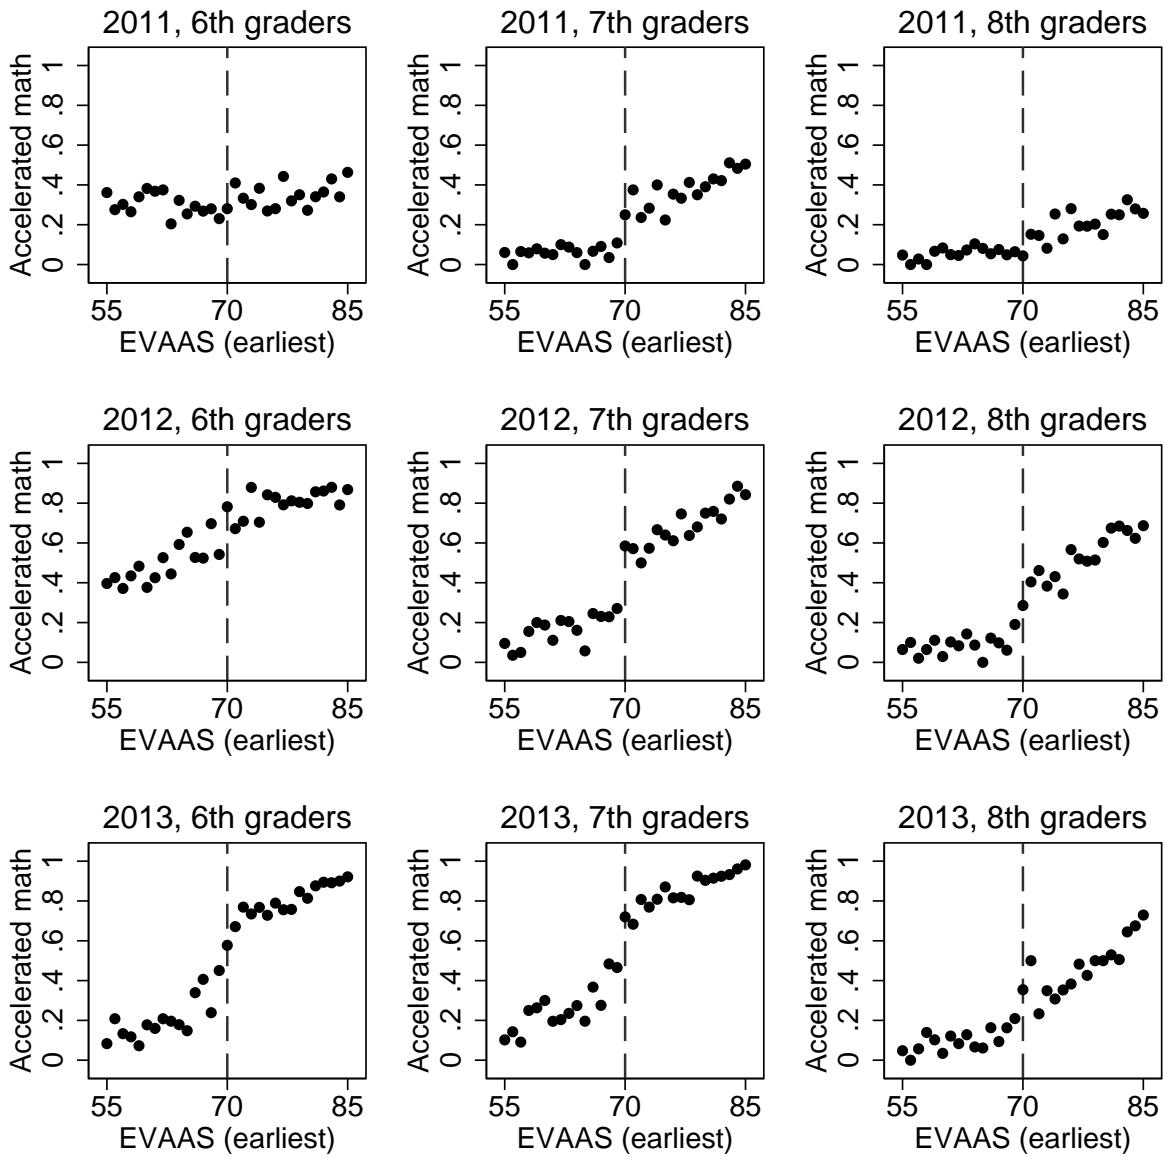 2011, 6th graders
Accelerated math
0 .2 .4 .6 .8 1
55 70 85
EVAAS (earliest)
2011, 7th graders
Accelerated math
0 .2 .4 .6 .8 1
55 70 85
EVAAS (earliest)
2011, 8th graders
Accelerated math
0 .2 .4 .6 .8 1
55 70 85
EVAAS (earliest)
2012, 6th graders
Accelerated math
0 .2 .4 .6 .8 1
55 70 85
EVAAS (earliest)
2012, 7th graders
Accelerated math
0 .2 .4 .6 .8 1
55 70 85
EVAAS (earliest)
2012, 8th graders
Accelerated math
0 .2 .4 .6 .8 1
55 70 85
EVAAS (earliest)
2013, 6th graders
Accelerated math
0 .2 .4 .6 .8 1
55 70 85
EVAAS (earliest)
2013, 7th graders
Accelerated math
0 .2 .4 .6 .8 1
55 70 85
EVAAS (earliest)
2013, 8th graders
Accelerated math
0 .2 .4 .6 .8 1
55 70 85
EVAAS (earliest)